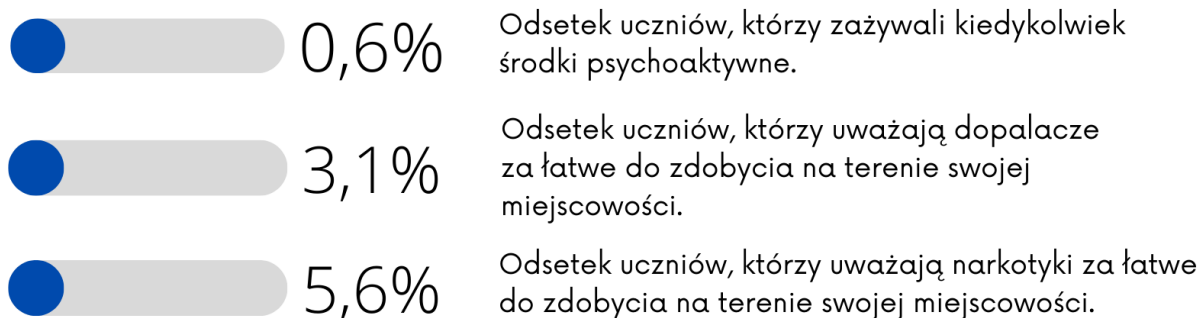 0,6%
Odsetek uczniów, którzy zażywali kiedykolwiek
środki psychoaktywne.
3,1%
Odsetek uczniów, którzy uważają dopalacze
za łatwe do zdobycia na terenie swojej
miejscowości.
5,6%
Odsetek uczniów, którzy uważają narkotyki za łatwe
do zdobycia na terenie swojej miejscowości.